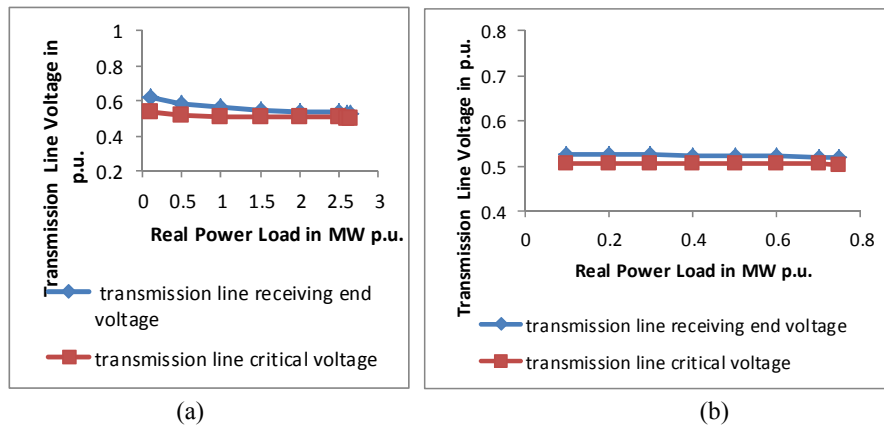 Transmission Line Voltage in
p.u.
1
0.8
0.6
0.4
0.2
0 0.5 1 1.5 2 2.5 3
Real Power Load in MW p.u.
transmission line receiving end
voltage
transmission line critical voltage
(a)
Transmission Line Voltage in p.u.
0.8
0.7
0.6
0.5
0.4
0 0.2 0.4 0.6 0.8
Real Power Load in MW p.u.
transmission line receiving end voltage
transmission line critical voltage
(b)